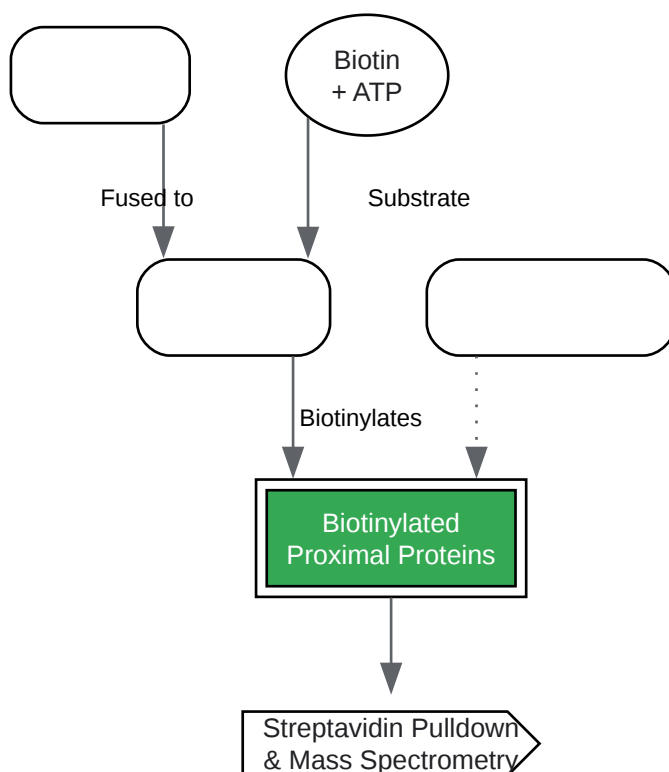 Biotin
+ ATP
Fused to
Substrate
Biotinylates
Biotinylated
Proximal Proteins
Streptavidin Pulldown
& Mass Spectrometry